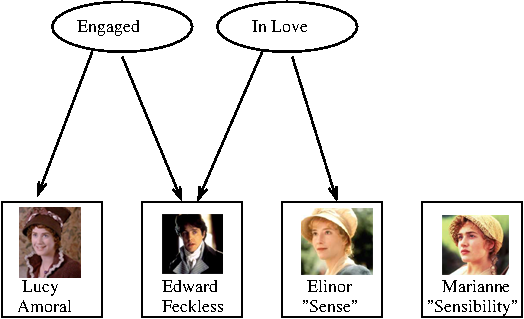 Engaged
In Love
Lucy
Amoral
Edward
Feckless
Elinor
"Sense"
Marianne
"Sensibility"